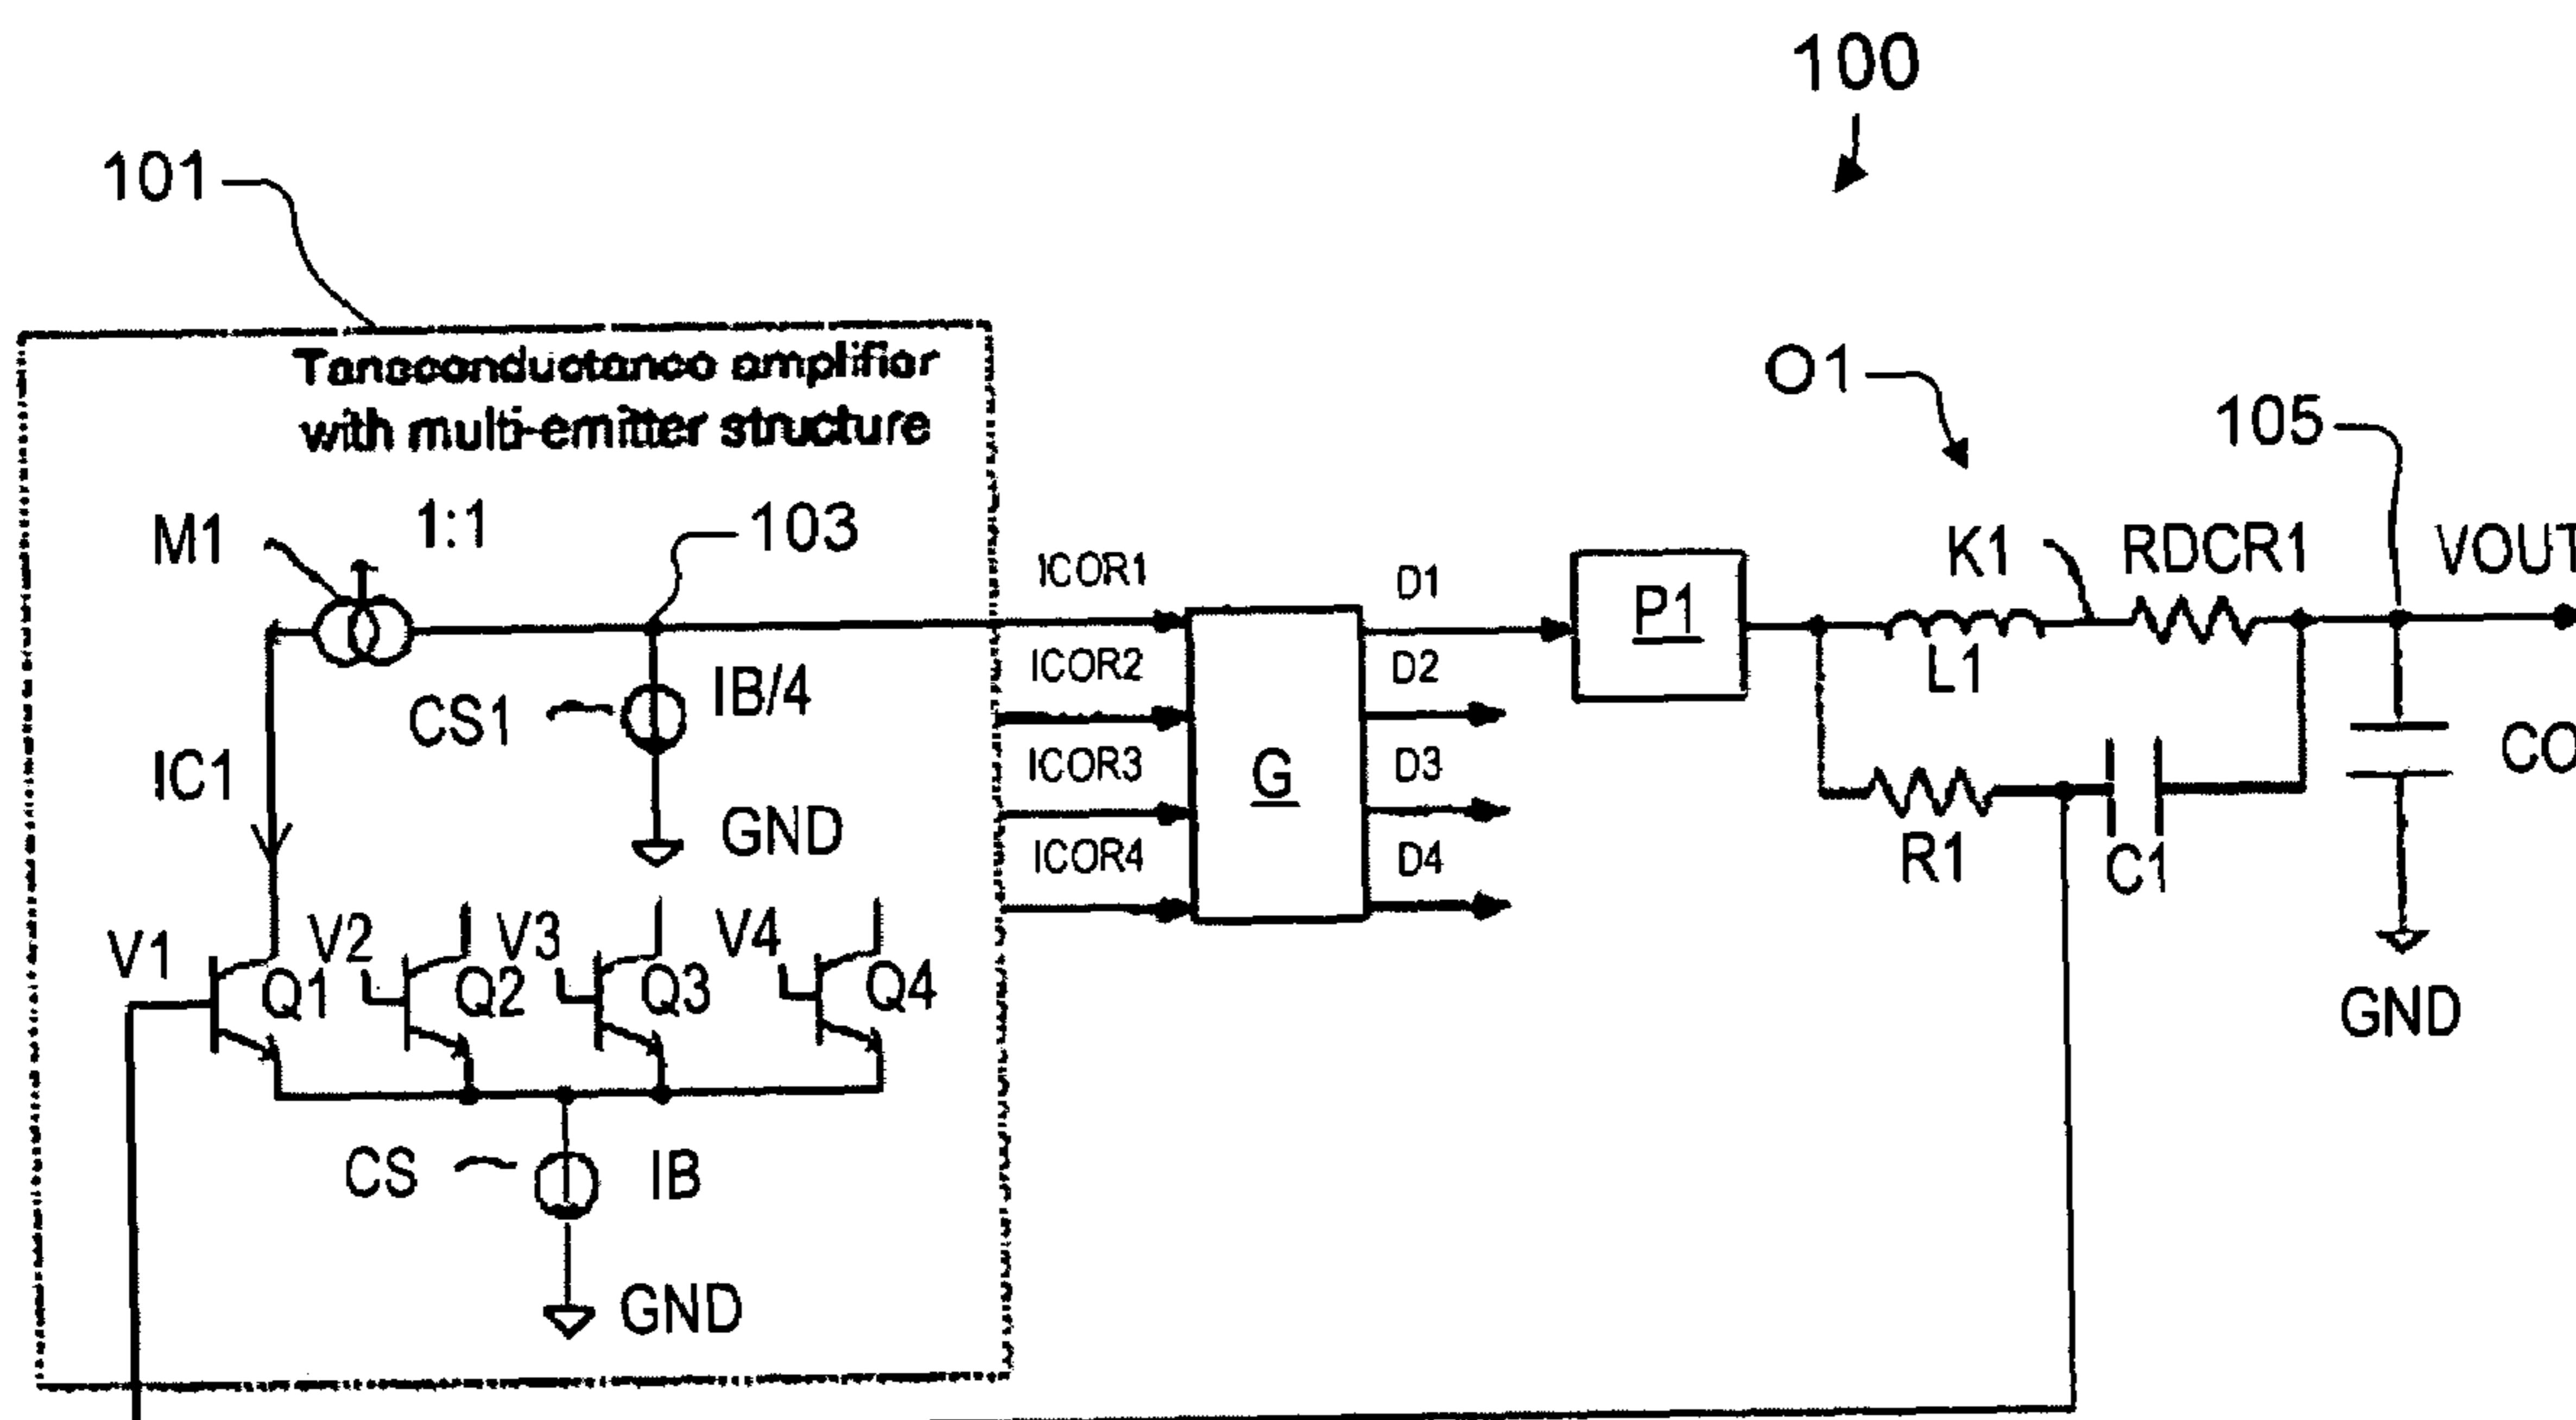 100
101
Tansconductance amplifier
with multi-emitter structure
O1
105
M1
1:1
103
ICOR1
D1
P1
K1
RDCR1
VOUT
ICOR2
D2
L1
CS1
IB/4
ICOR3
D3
G
CO
IC1
GND
ICOR4
D4
R1
C1
V1
V2
V3
V4
Q1
Q2
Q3
Q4
GND
CS
IB
GND